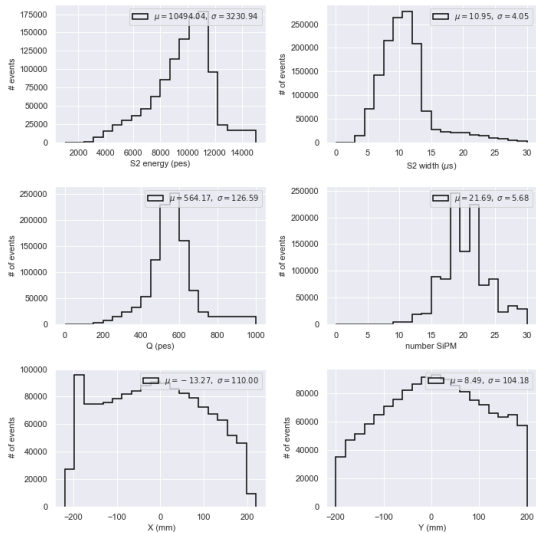 μ = 10494.04, σ = 3230.94
175000
150000
125000
100000
75000
50000
25000
0
# events
2000 4000 6000 8000 10000 12000 14000
S2 energy (pes)
μ = 10.95, σ = 4.05
250000
200000
150000
100000
50000
0
# of events
0 5 10 15 20 25 30
S2 width (μs)
μ = 564.17, σ = 126.59
250000
200000
150000
100000
50000
0
# of events
0 200 400 600 800 1000
Q (pes)
μ = 21.69, σ = 5.68
250000
200000
150000
100000
50000
0
# of events
0 5 10 15 20 25 30
number SiPM
μ = −13.27, σ = 110.00
100000
80000
60000
40000
20000
0
# of events
−200 −100 0 100 200
X (mm)
μ = 8.49, σ = 104.18
80000
60000
40000
20000
0
# of events
−200 −100 0 100 200
Y (mm)